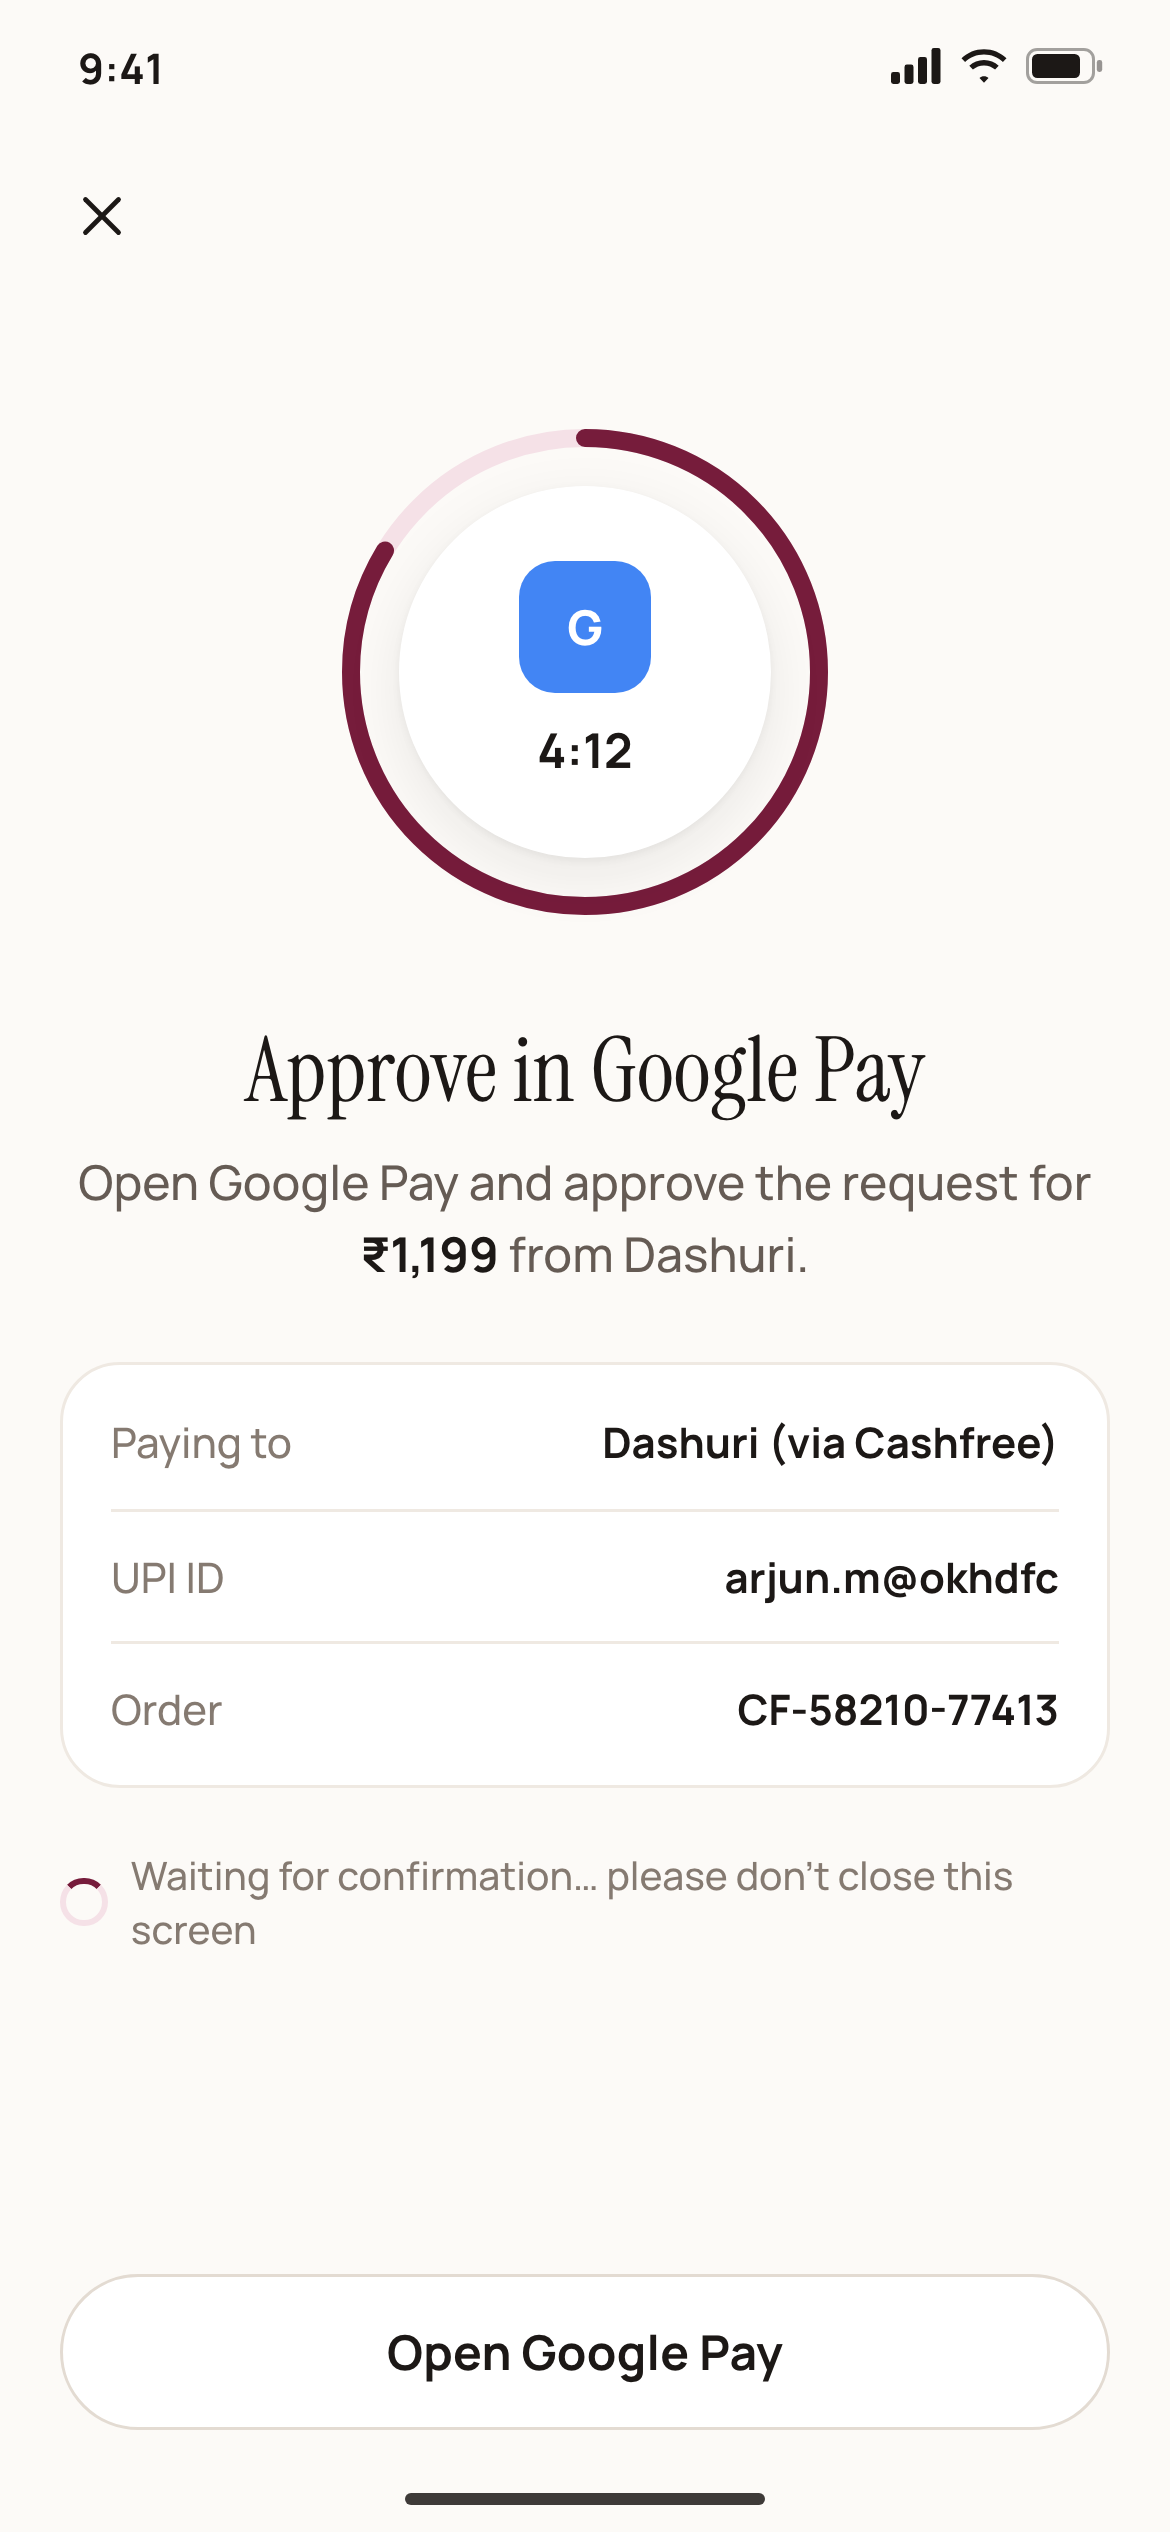 9:41
G
4:12
Approve in Google Pay
Open Google Pay and approve the request for
₹1,199 from Dashuri.
Paying to Dashuri (via Cashfree)
UPI ID arjun.m@okhdfc
Order CF-58210-77413
Waiting for confirmation… please don’t close this
screen
Open Google Pay